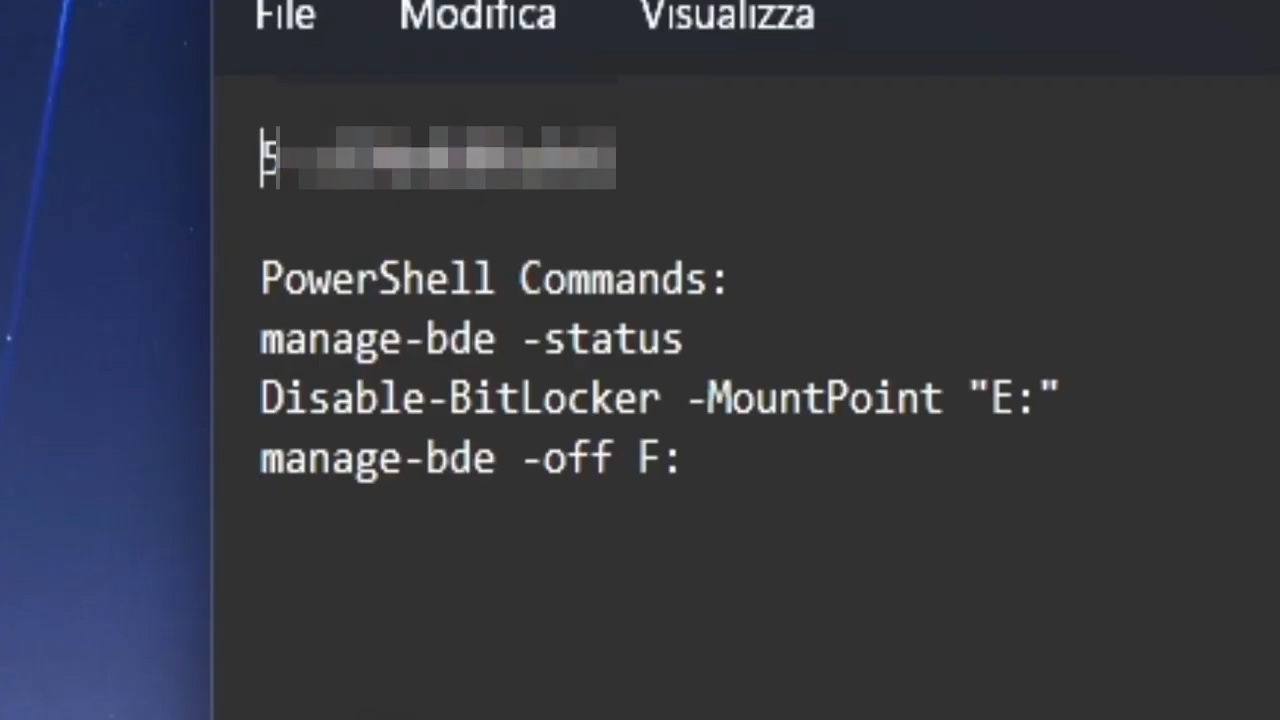 File Modifica Visualizza
PowerShell Commands:
manage-bde -status
Disable-BitLocker -MountPoint "E:"
manage-bde -off F: